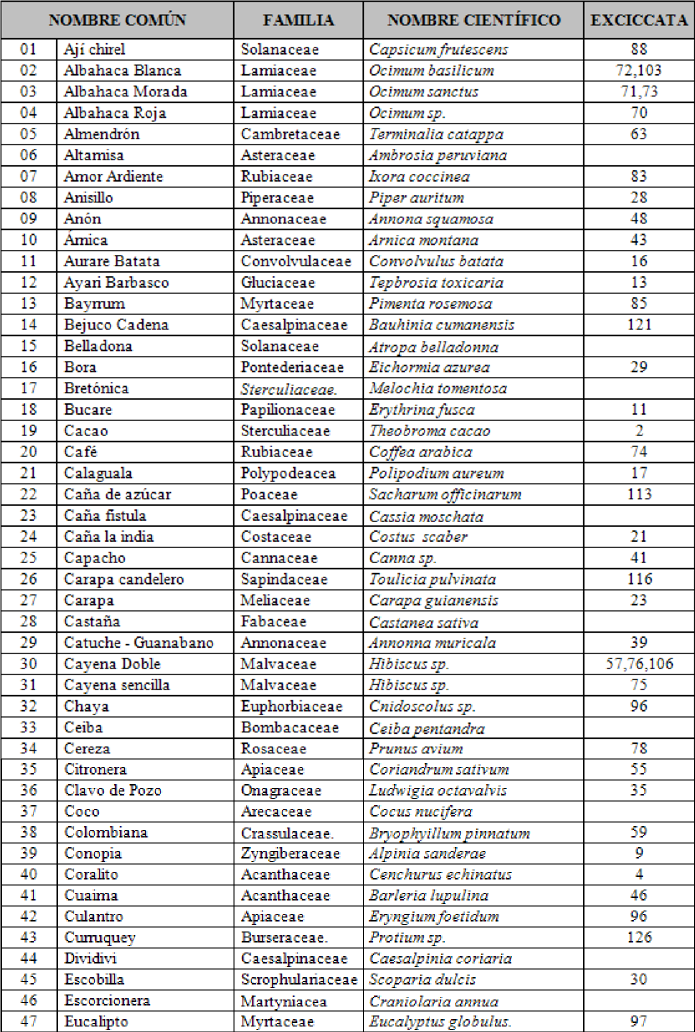 NOMBRE COMÚN FAMILIA NOMBRE CIENTÍFICO EXCICCATA
01 Ají chirel Solanaceae Capsicum frutescens 88
02 Albahaca Blanca Lamiaceae Ocimum basilicum 72,103
03 Albahaca Morada Lamiaceae Ocimum sanctus 71,73
04 Albahaca Roja Lamiaceae Ocimum sp. 70
05 Almendrón Cambretaceae Terminalia catappa 63
06 Altamisa Asteraceae Ambrosia peruviana
07 Amor Ardiente Rubiaceae Ixora coccinea 83
08 Anisillo Piperaceae Piper auritum 28
09 Anón Annonaceae Annona squamosa 48
10 Árnica Asteraceae Arnica montana 43
11 Aurare Batata Convolvulaceae Convolvulus batata 16
12 Ayari Barbasco Gluciaceae Tepbrosia toxicaria 13
13 Bayrrum Myrtaceae Pimenta rosemosa 85
14 Bejuco Cadena Caesalpinaceae Bauhinia cumanensis 121
15 Belladona Solanaceae Atropa belladonna
16 Bora Pontederiaceae Eichormia azurea 29
17 Bretónica Sterculiaceae. Melochia tomentosa
18 Bucare Papilionaceae Erythrina fusca 11
19 Cacao Sterculiaceae Theobroma cacao 2
20 Café Rubiaceae Coffea arabica 74
21 Calaguala Polypodeacea Polipodium aureum 17
22 Caña de azúcar Poaceae Sacharum officinarum 113
23 Caña fistula Caesalpinaceae Cassia moschata
24 Caña la india Costaceae Costus scaber 21
25 Capacho Cannaceae Canna sp. 41
26 Carapa candelero Sapindaceae Toulicia pulvinata 116
27 Carapa Meliaceae Carapa guianensis 23
28 Castaña Fabaceae Castanea sativa
29 Catuche - Guanabano Annonaceae Annonna muricala 39
30 Cayena Doble Malvaceae Hibiscus sp. 57,76,106
31 Cayena sencilla Malvaceae Hibiscus sp. 75
32 Chaya Euphorbiaceae Cnidoscolus sp. 96
33 Ceiba Bombacaceae Ceiba pentandra
34 Cereza Rosaceae Prunus avium 78
35 Citronera Apiaceae Coriandrum sativum 55
36 Clavo de Pozo Onagraceae Ludwigia octavalvis 35
37 Coco Arecaceae Cocus nucifera
38 Colombiana Crassulaceae. Bryophyillum pinnatum 59
39 Conopia Zyngiberaceae Alpinia sanderae 9
40 Coralito Acanthaceae Cenchurus echinatus 4
41 Cuaima Acanthaceae Barleria lupulina 46
42 Culantro Apiaceae Eryngium foetidum 96
43 Curruquey Burseraceae. Protium sp. 126
44 Dividivi Caesalpinaceae Caesalpinia coriaria
45 Escobilla Scrophulariaceae Scoparia dulcis 30
46 Escorcionera Martyniacea Craniolaria annua
47 Eucalipto Myrtaceae Eucalyptus globulus. 97